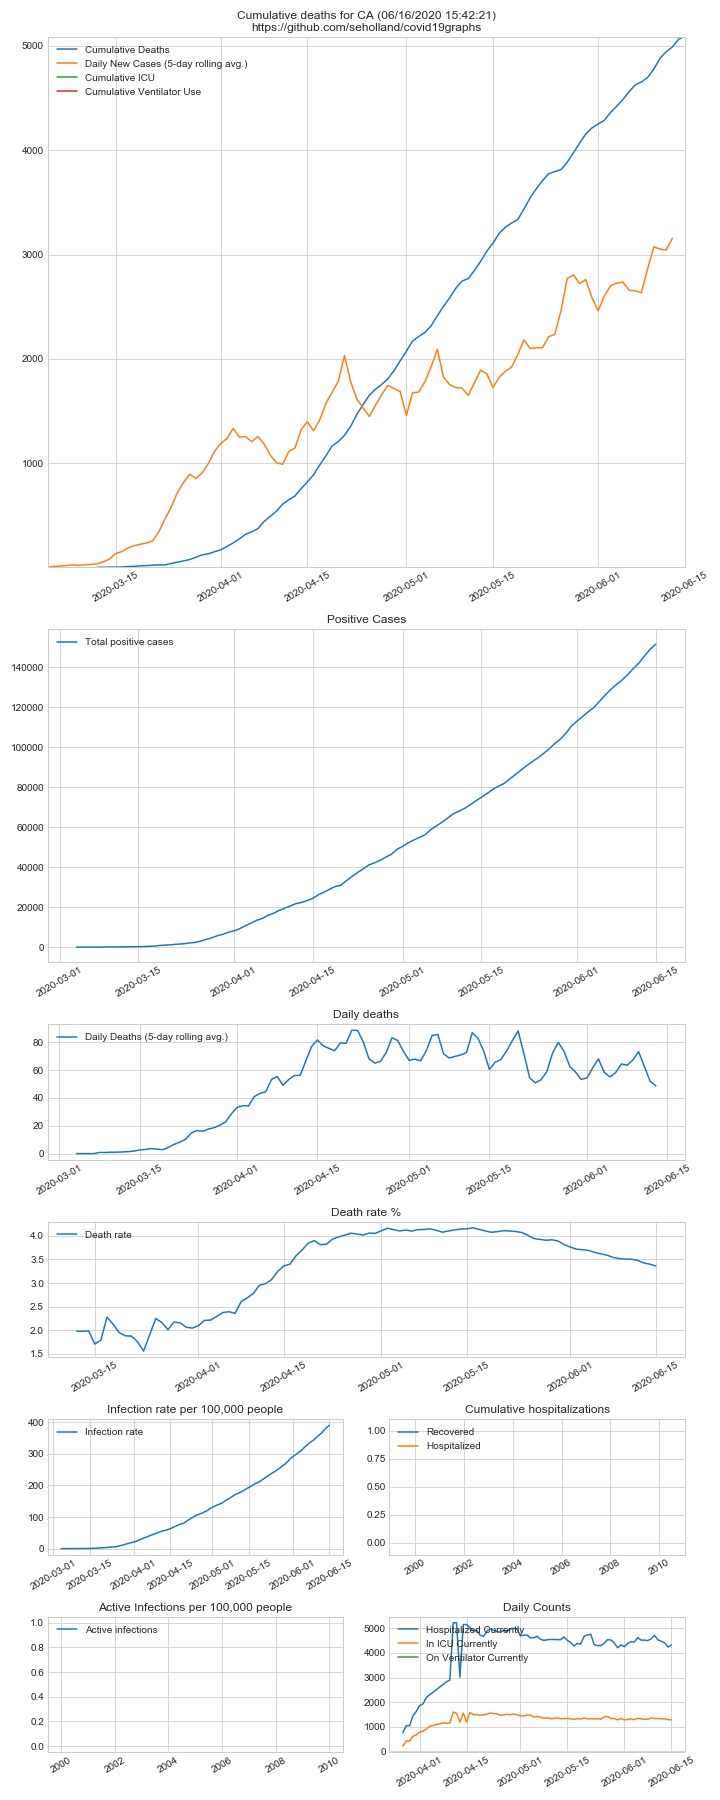 Cumulative deaths for CA (06/16/2020 15:42:21)
https://github.com/seholland/covid19graphs
Cumulative Deaths
Daily New Cases (5-day rolling avg.)
Cumulative ICU
Cumulative Ventilator Use
5000
4000
3000
2000
1000
2020-03-15 2020-04-01 2020-04-15 2020-05-01 2020-05-15 2020-06-01 2020-06-15
Positive Cases
Total positive cases
140000
120000
100000
80000
60000
40000
20000
0
2020-03-01 2020-03-15 2020-04-01 2020-04-15 2020-05-01 2020-05-15 2020-06-01 2020-06-15
Daily deaths
Daily Deaths (5-day rolling avg.)
80
60
40
20
0
2020-03-01 2020-03-15 2020-04-01 2020-04-15 2020-05-01 2020-05-15 2020-06-01 2020-06-15
Death rate %
Death rate
4.0
3.5
3.0
2.5
2.0
1.5
2020-03-15 2020-04-01 2020-04-15 2020-05-01 2020-05-15 2020-06-01 2020-06-15
Infection rate per 100,000 people
Infection rate
400
300
200
100
0
2020-03-01 2020-03-15 2020-04-01 2020-04-15 2020-05-01 2020-05-15 2020-06-01 2020-06-15
Cumulative hospitalizations
Recovered
Hospitalized
1.00
0.75
0.50
0.25
0.00
2000 2002 2004 2006 2008 2010
Active Infections per 100,000 people
Active infections
1.0
0.8
0.6
0.4
0.2
0.0
2000 2002 2004 2006 2008 2010
Daily Counts
Hospitalized Currently
In ICU Currently
On Ventilator Currently
5000
4000
3000
2000
1000
0
2020-04-01 2020-04-15 2020-05-01 2020-05-15 2020-06-01 2020-06-15